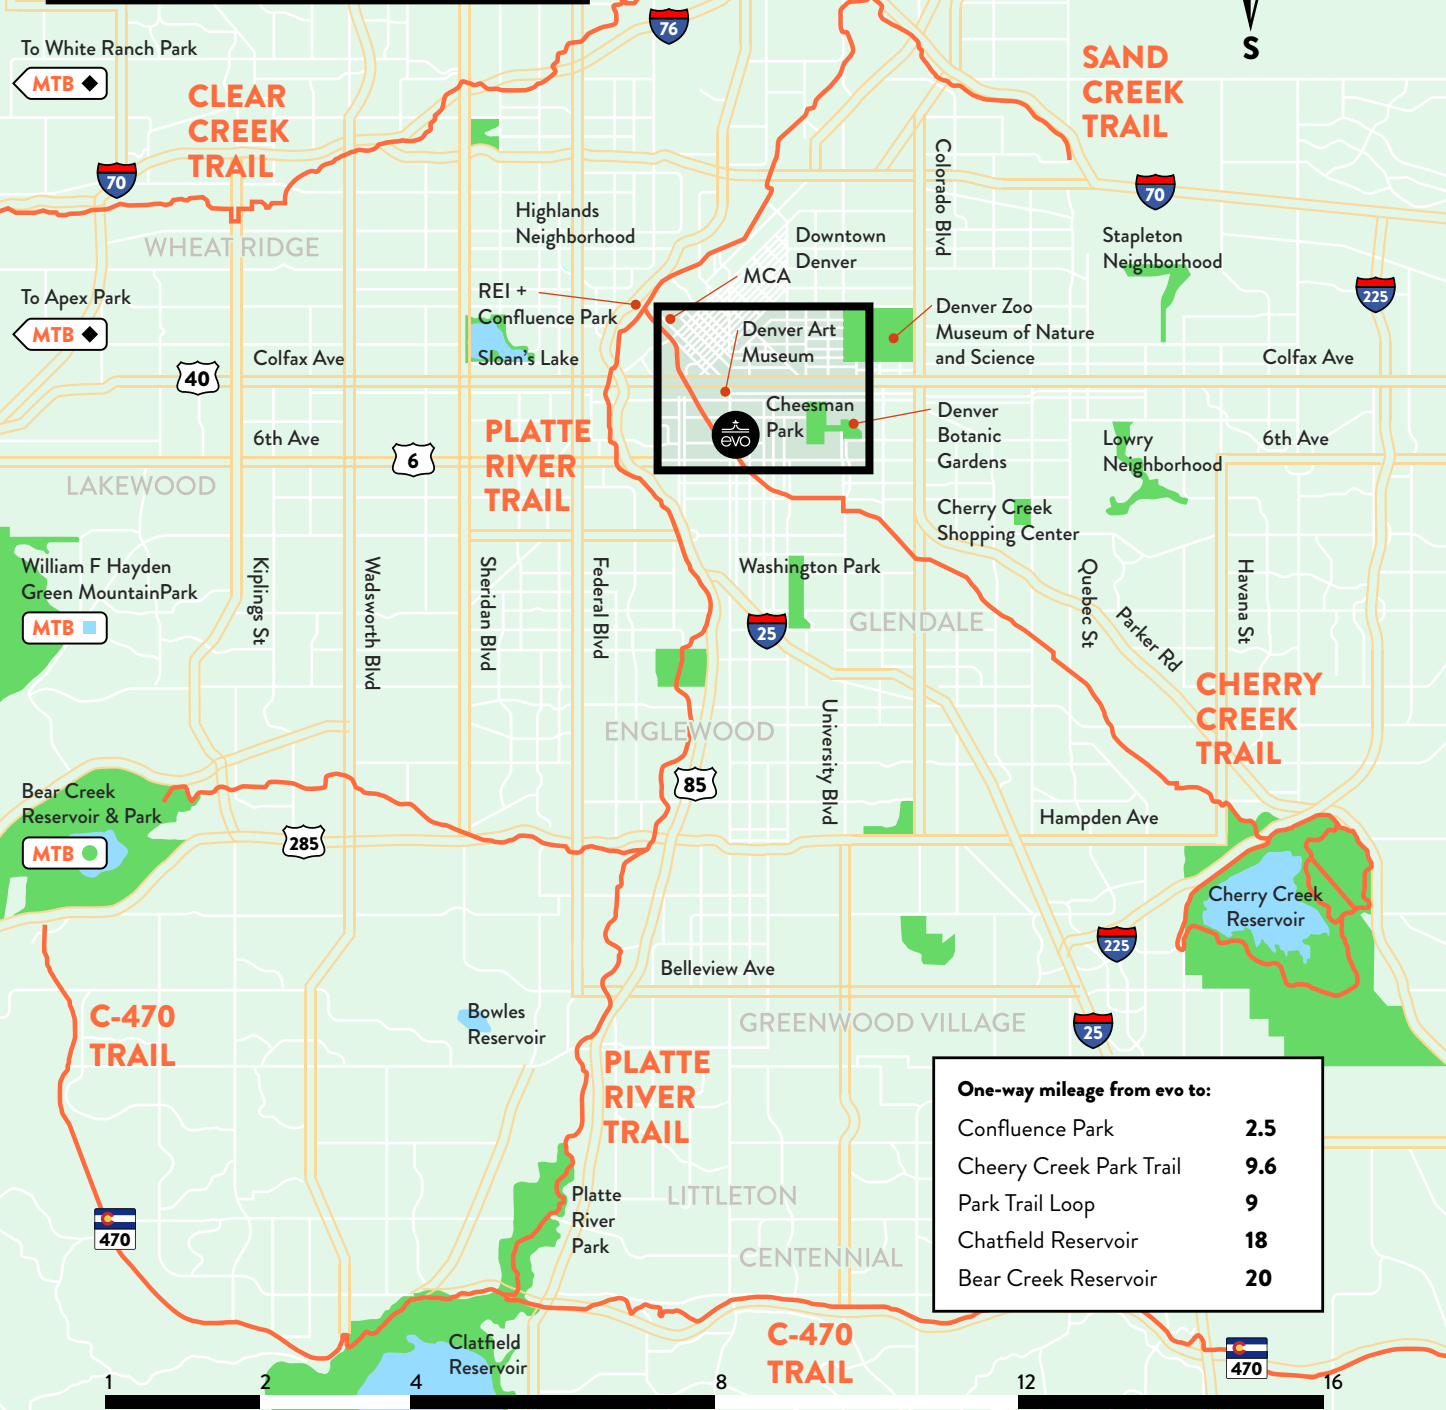 76
S
To White Ranch Park
MTB
CLEAR
CREEK
TRAIL
SAND
CREEK
TRAIL
70
70
Colorado Blvd
Highlands
Neighborhood
WHEAT RIDGE
Downtown
Denver
Stapleton
Neighborhood
MCA
To Apex Park
MTB
REI +
Confluence Park
225
Denver Zoo
Museum of Nature
and Science
Denver Art
Museum
Sloan's Lake
Colfax Ave
Colfax Ave
40
Cheesman
Park
evo
Denver
Botanic
Gardens
6th Ave
6
PLATTE
RIVER
TRAIL
Lowry
Neighborhood
6th Ave
LAKEWOOD
Cherry Creek
Shopping Center
William F Hayden
Green MountainPark
MTB
Kiplings St
Wadsworth Blvd
Sheridan Blvd
Federal Blvd
Washington Park
25
GLENDALE
Quebec St
Parker Rd
Havana St
CHERRY
CREEK
TRAIL
ENGLEWOOD
University Blvd
85
Bear Creek
Reservoir & Park
MTB
285
Hampden Ave
Cherry Creek
Reservoir
225
Belleview Ave
C-470
TRAIL
Bowles
Reservoir
GREENWOOD VILLAGE
25
PLATTE
RIVER
TRAIL
One-way mileage from evo to:
Confluence Park 2.5
Cheery Creek Park Trail 9.6
Park Trail Loop 9
Chatfield Reservoir 18
Bear Creek Reservoir 20
Platte
River
Park
LITTLETON
470
CENTENNIAL
Clatfield
Reservoir
C-470
TRAIL
470
1 2 4 8 12 16